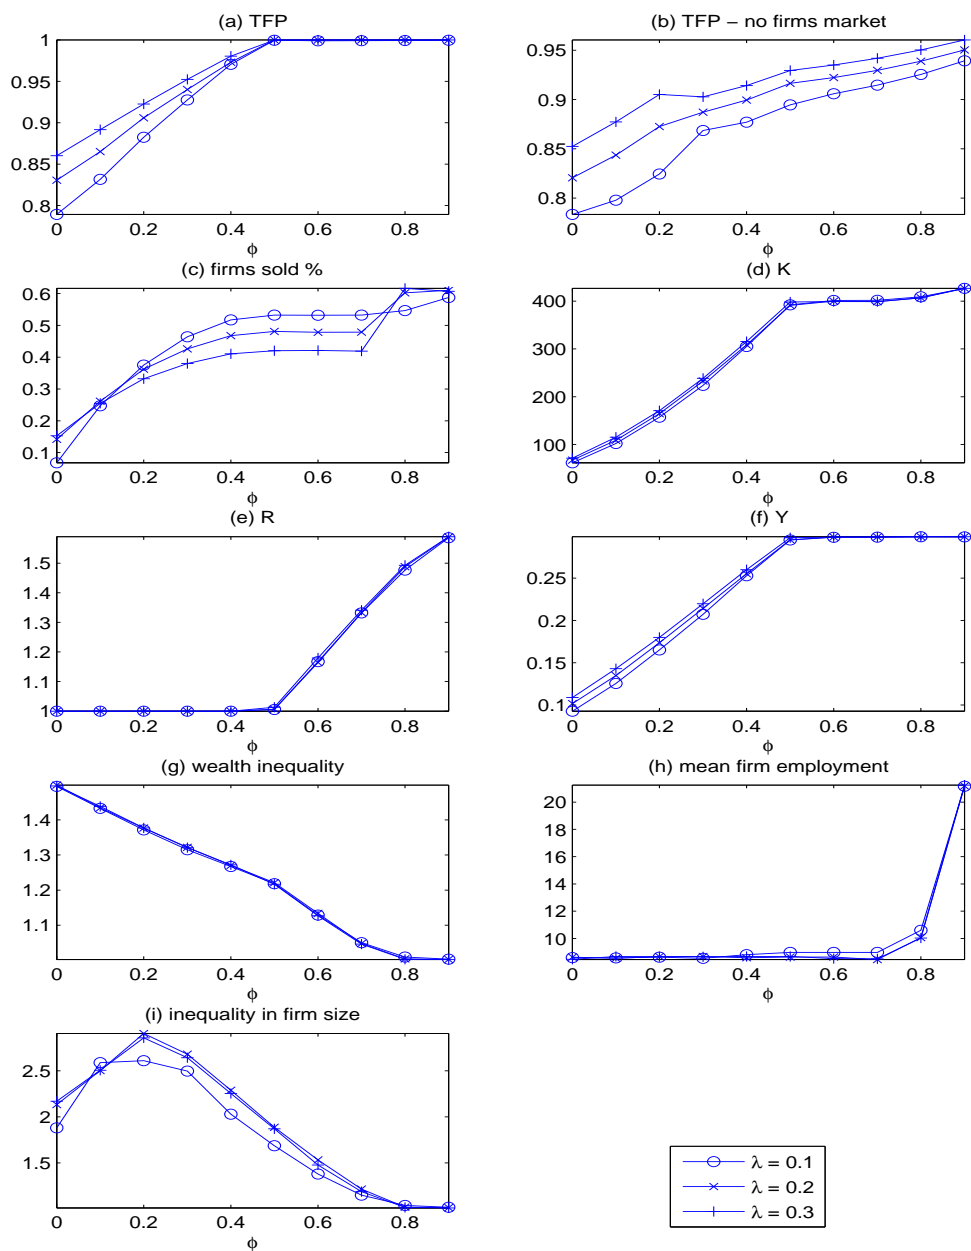 (a) TFP
1
0.95
0.9
0.85
0.8
0 0.2 0.4 0.6 0.8
ϕ
(b) TFP − no firms market
0.95
0.9
0.85
0.8
0 0.2 0.4 0.6 0.8
ϕ
(c) firms sold %
0.6
0.5
0.4
0.3
0.2
0.1
0 0.2 0.4 0.6 0.8
ϕ
(d) K
400
300
200
100
0 0.2 0.4 0.6 0.8
ϕ
(e) R
1.5
1.4
1.3
1.2
1.1
1
0 0.2 0.4 0.6 0.8
ϕ
(f) Y
0.25
0.2
0.15
0.1
0 0.2 0.4 0.6 0.8
ϕ
(g) wealth inequality
1.4
1.3
1.2
1.1
0 0.2 0.4 0.6 0.8
ϕ
(h) mean firm employment
20
18
16
14
12
10
0 0.2 0.4 0.6 0.8
ϕ
(i) inequality in firm size
2.5
2
1.5
0 0.2 0.4 0.6 0.8
ϕ
λ = 0.1
λ = 0.2
λ = 0.3